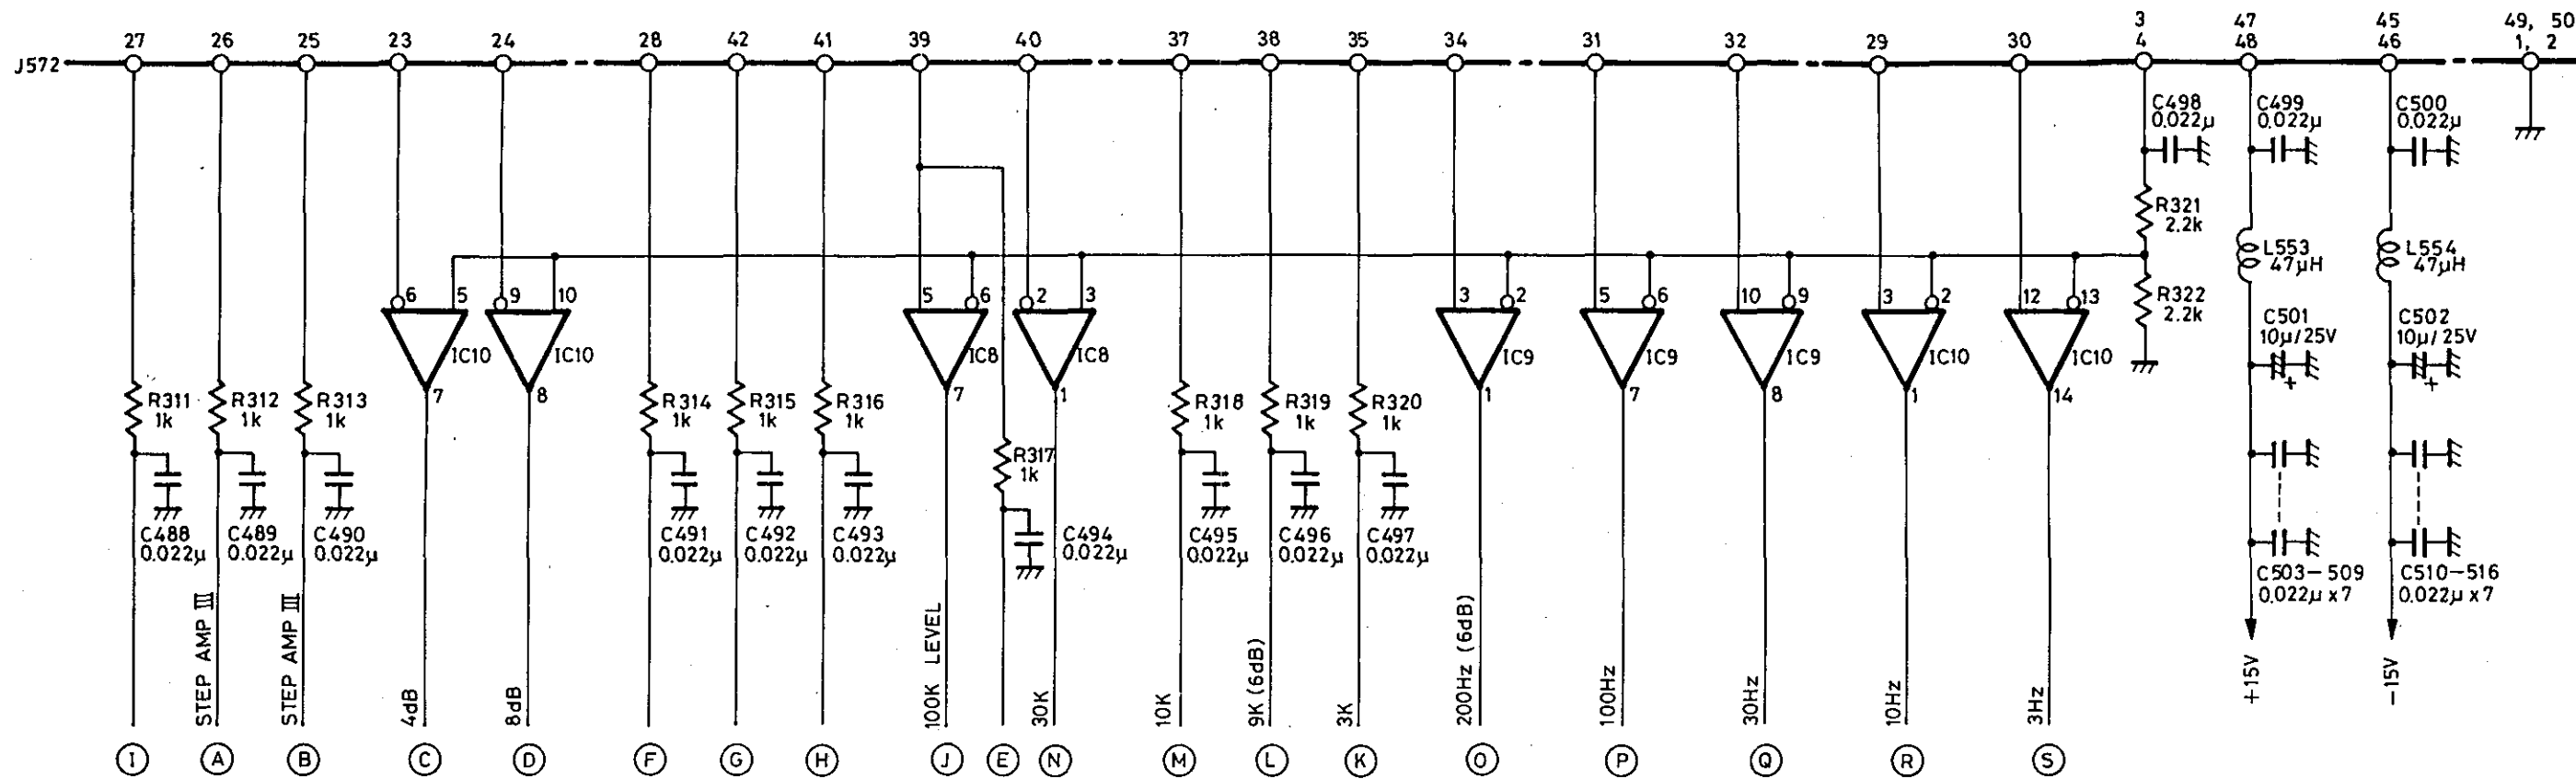 3 47 45 49, 50
27 26 25 23 24 28 42 41 39 40 37 38 35 34 31 32 29 30 4 48 46 1, 2
J572
C498 C499 C500
0.022µ 0.022µ 0.022µ
R321
2.2k
L553 L554
47µH 47µH
6 5 9 10 5 6 2 3 3 2 5 6 10 9 3 2 12 13
R322
2.2k
C501 C502
10µ/25V 10µ/25V
IC10 IC10 IC8 IC8 IC9 IC9 IC9 IC10 IC10
+ +
7 8 7 1 1 7 8 1 14
R311 R312 R313 R314 R315 R316 R318 R319 R320
1k 1k 1k 1k 1k 1k 1k 1k 1k
R317
1k
C488 C489 C490 C491 C492 C493 C494 C495 C496 C497
0.022µ 0.022µ 0.022µ 0.022µ 0.022µ 0.022µ 0.022µ 0.022µ 0.022µ 0.022µ
C503-509 C510-516
0.022µ x7 0.022µ x7
STEP AMP III
STEP AMP III
4dB
8dB
100K LEVEL
30K
10K
9K (6dB)
3K
200Hz (6dB)
100Hz
30Hz
10Hz
3Hz
+15V
-15V
I A B C D F G H J E N M L K O P Q R S